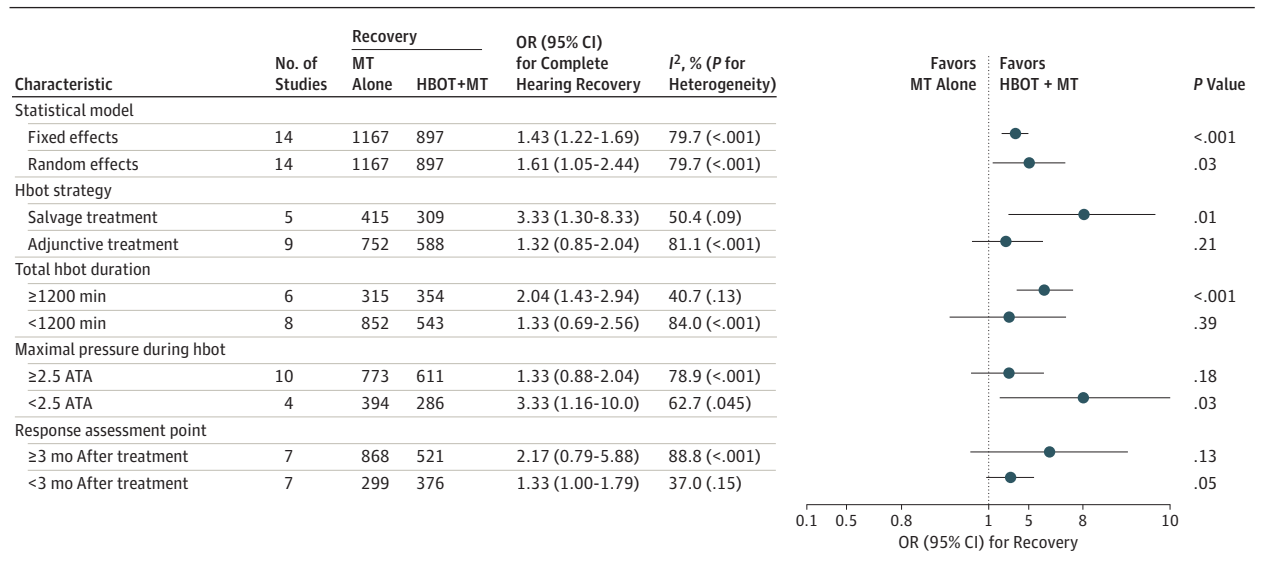 Recovery
OR (95% CI)
No. of MT for Complete I², % (P for Favors Favors
Characteristic Studies Alone HBOT+MT Hearing Recovery Heterogeneity) MT Alone HBOT + MT P Value
Statistical model
Fixed effects 14 1167 897 1.43 (1.22-1.69) 79.7 (<.001) <.001
Random effects 14 1167 897 1.61 (1.05-2.44) 79.7 (<.001) .03
Hbot strategy
Salvage treatment 5 415 309 3.33 (1.30-8.33) 50.4 (.09) .01
Adjunctive treatment 9 752 588 1.32 (0.85-2.04) 81.1 (<.001) .21
Total hbot duration
≥1200 min 6 315 354 2.04 (1.43-2.94) 40.7 (.13) <.001
<1200 min 8 852 543 1.33 (0.69-2.56) 84.0 (<.001) .39
Maximal pressure during hbot
≥2.5 ATA 10 773 611 1.33 (0.88-2.04) 78.9 (<.001) .18
<2.5 ATA 4 394 286 3.33 (1.16-10.0) 62.7 (.045) .03
Response assessment point
≥3 mo After treatment 7 868 521 2.17 (0.79-5.88) 88.8 (<.001) .13
<3 mo After treatment 7 299 376 1.33 (1.00-1.79) 37.0 (.15) .05
0.1 0.5 0.8 1 5 8 10
OR (95% CI) for Recovery